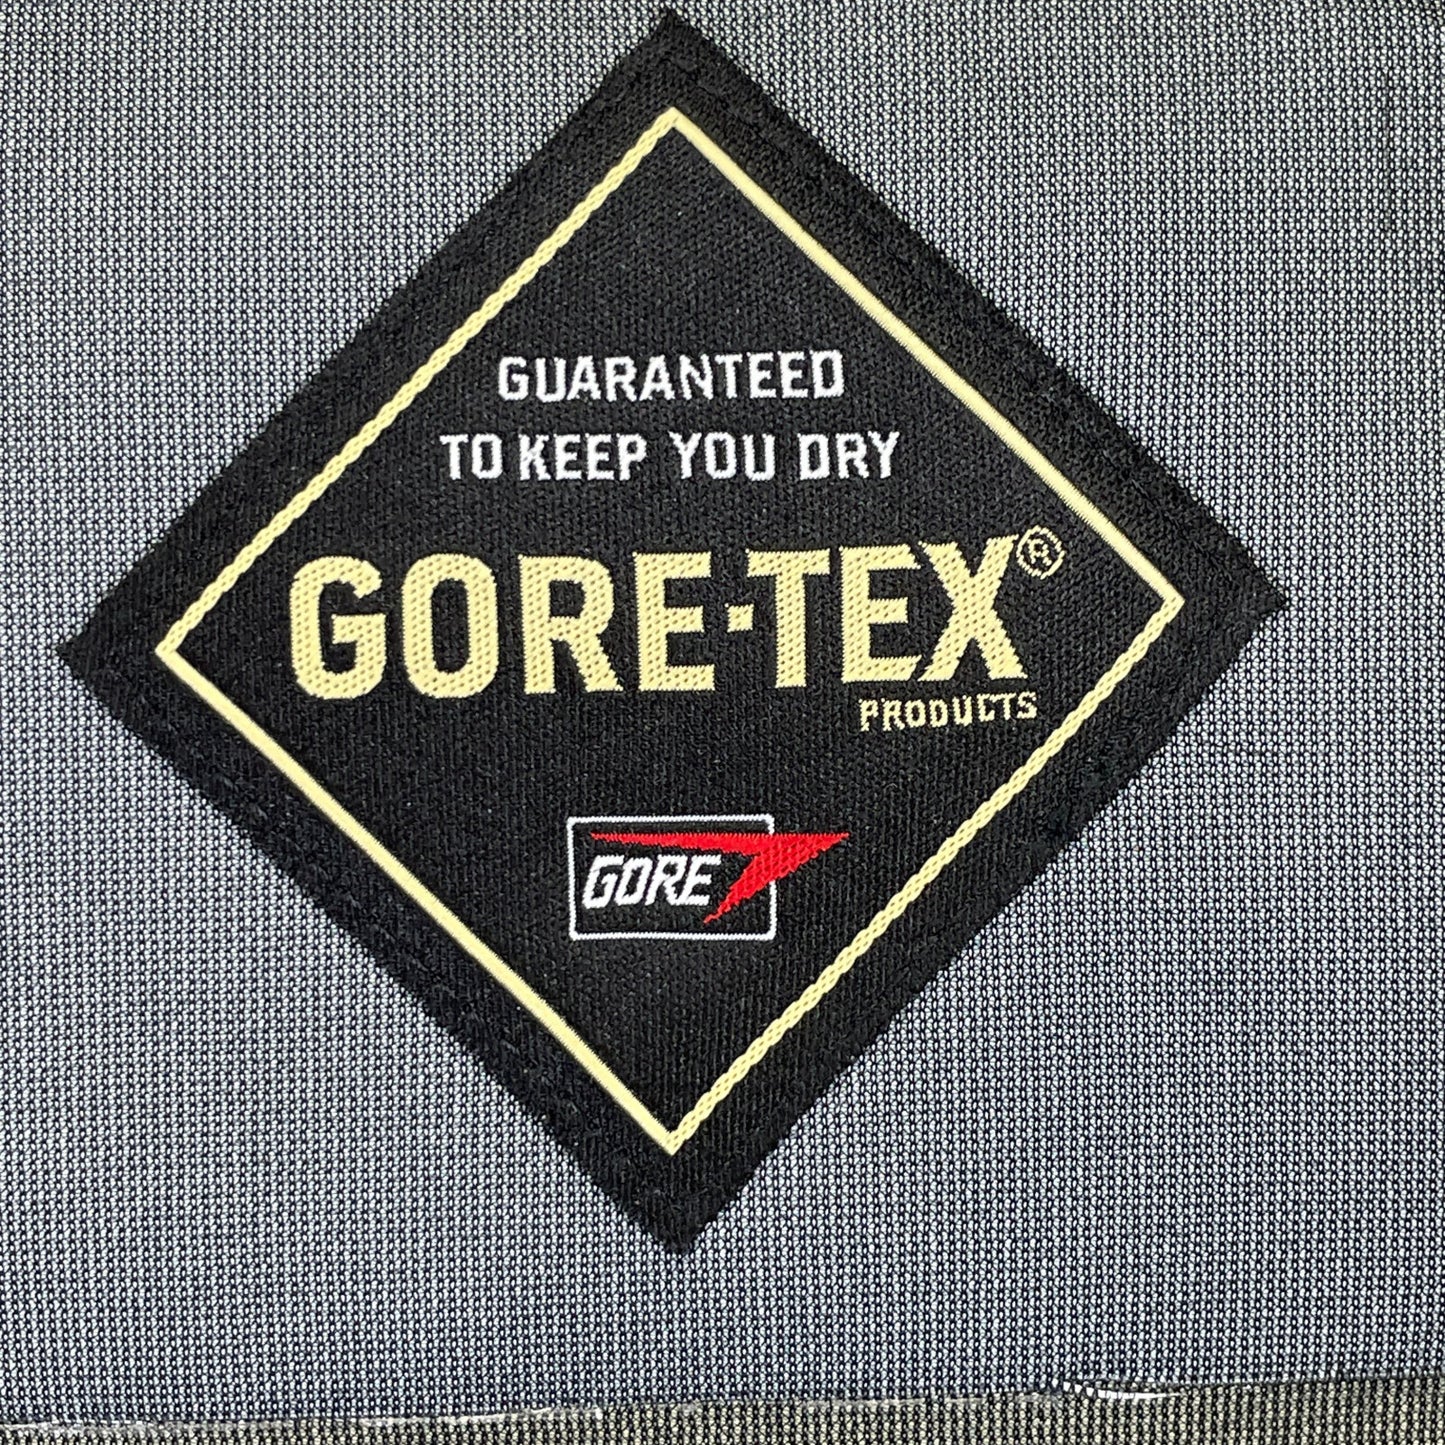 GUARANTEED
TO KEEP YOU DRY
GORE-TEX®
PRODUCTS
GORE